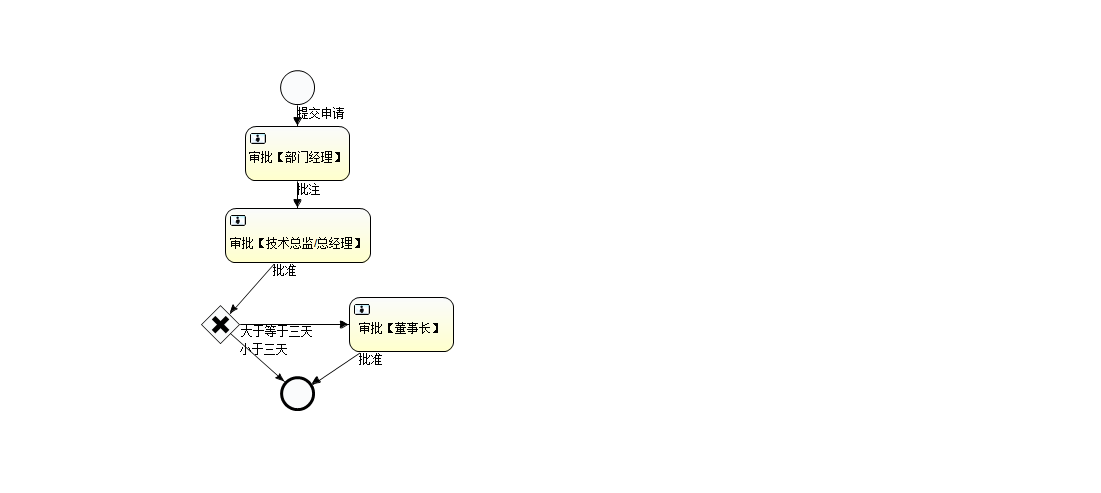 提交申请
审批【部门经理】
批注
审批【技术总监/总经理】
批准
大于等于三天
审批【董事长】
小于三天
批准